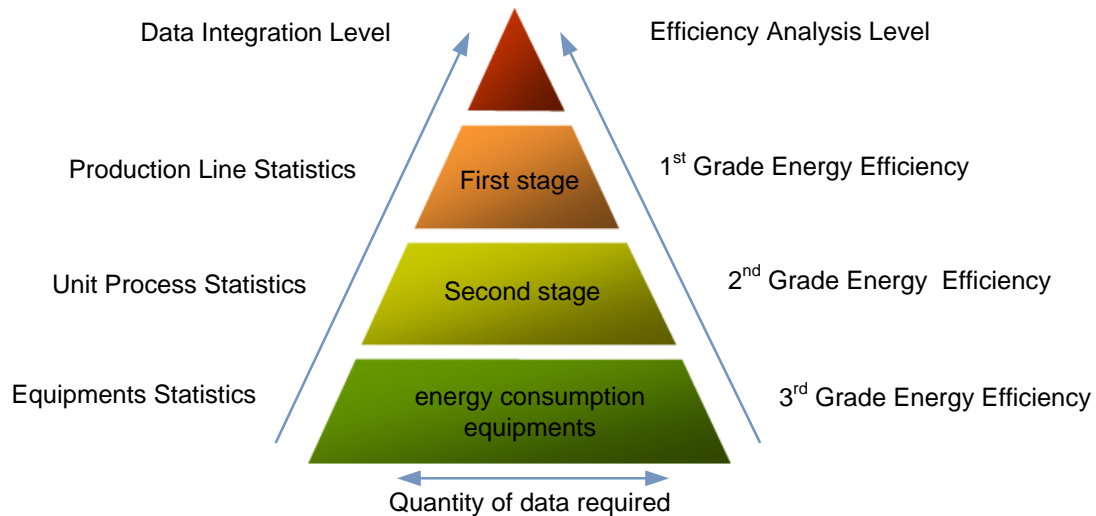 Data Integration Level
Efficiency Analysis Level
Production Line Statistics
First stage
1st Grade Energy Efficiency
Unit Process Statistics
Second stage
2nd Grade Energy  Efficiency
Equipments Statistics
energy consumption
equipments
3rd Grade Energy Efficiency
Quantity of data required